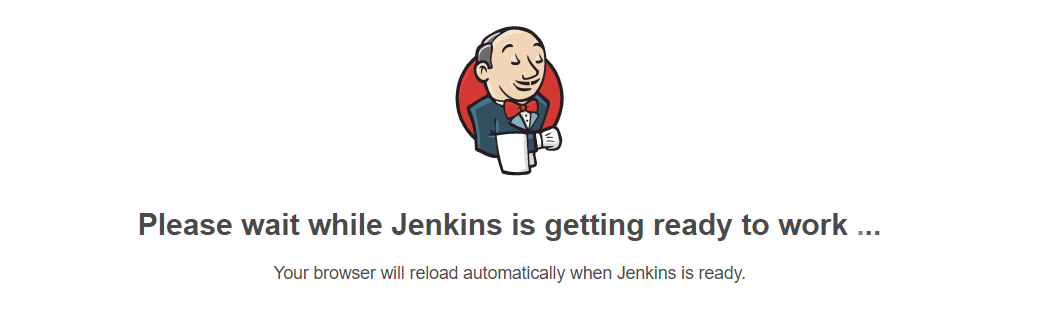 Please wait while Jenkins is getting ready to work ...
Your browser will reload automatically when Jenkins is ready.